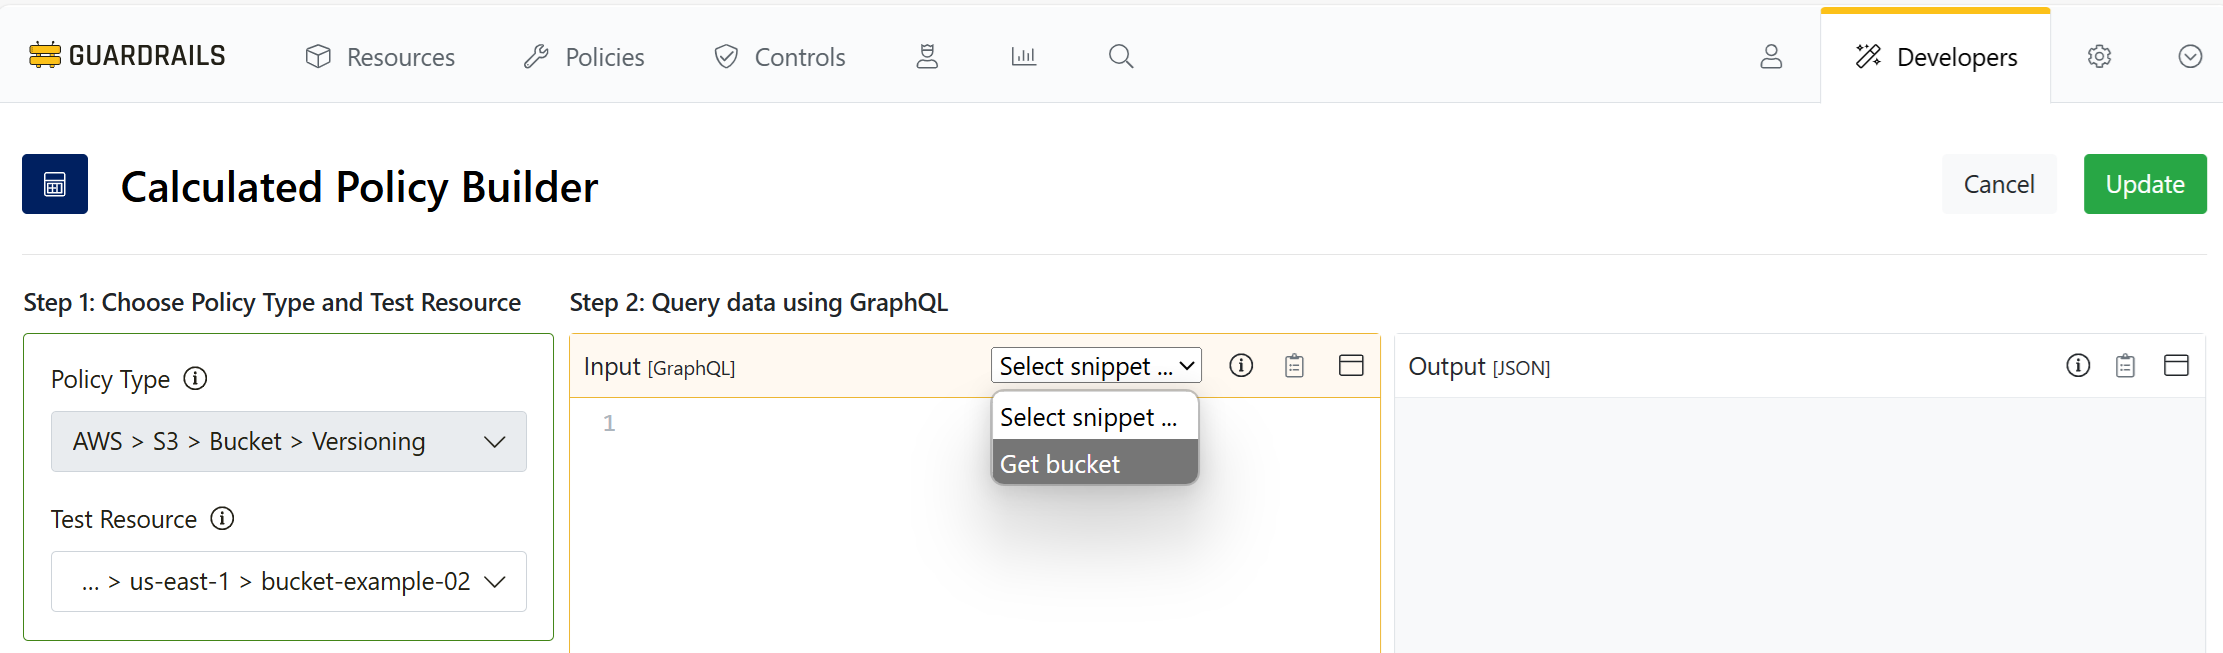 GUARDRAILS Resources Policies Controls Developers
Calculated Policy Builder Cancel Update
Step 1: Choose Policy Type and Test Resource
Policy Type
AWS > S3 > Bucket > Versioning
Test Resource
... > us-east-1 > bucket-example-02
Step 2: Query data using GraphQL
Input [GraphQL] Select snippet ...
Select snippet ...
Get bucket
1
Output [JSON]